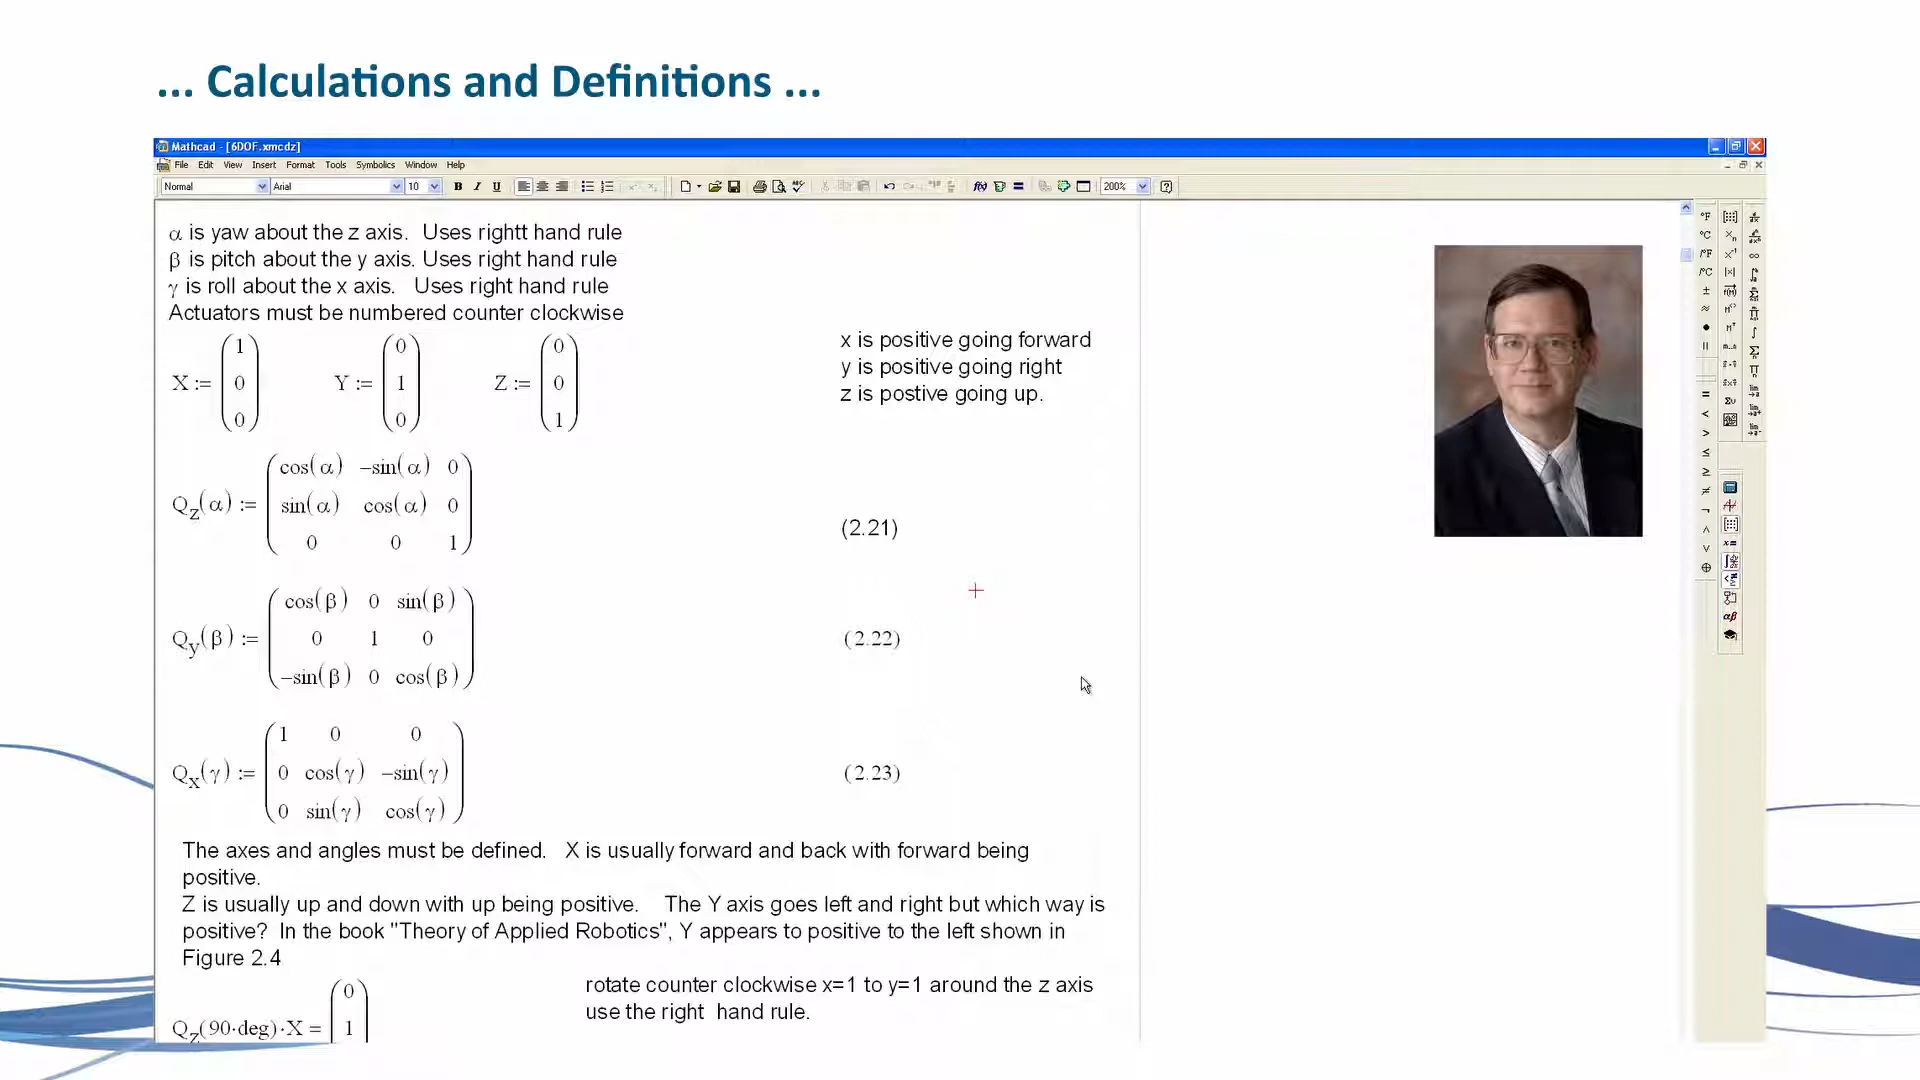 ... Calculations and Definitions ...
Mathcad - [6DOF.xmcdz]
File Edit View Insert Format Tools Symbolics Window Help
Normal Arial 10 B I U 200%
α is yaw about the z axis. Uses rightt hand rule
β is pitch about the y axis. Uses right hand rule
γ is roll about the x axis. Uses right hand rule
Actuators must be numbered counter clockwise
x is positive going forward
y is positive going right
z is postive going up.
X := (1 0 0) Y := (0 1 0) Z := (0 0 1)
cos(α) −sin(α) 0
Qz(α) := sin(α) cos(α) 0
0 0 1
(2.21)
cos(β) 0 sin(β)
Qy(β) := 0 1 0
−sin(β) 0 cos(β)
(2.22)
1 0 0
Qx(γ) := 0 cos(γ) −sin(γ)
0 sin(γ) cos(γ)
(2.23)
The axes and angles must be defined. X is usually forward and back with forward being
positive.
Z is usually up and down with up being positive. The Y axis goes left and right but which way is
positive? In the book "Theory of Applied Robotics", Y appears to positive to the left shown in
Figure 2.4
rotate counter clockwise x=1 to y=1 around the z axis
use the right hand rule.
0
Qz(90·deg)·X = 1